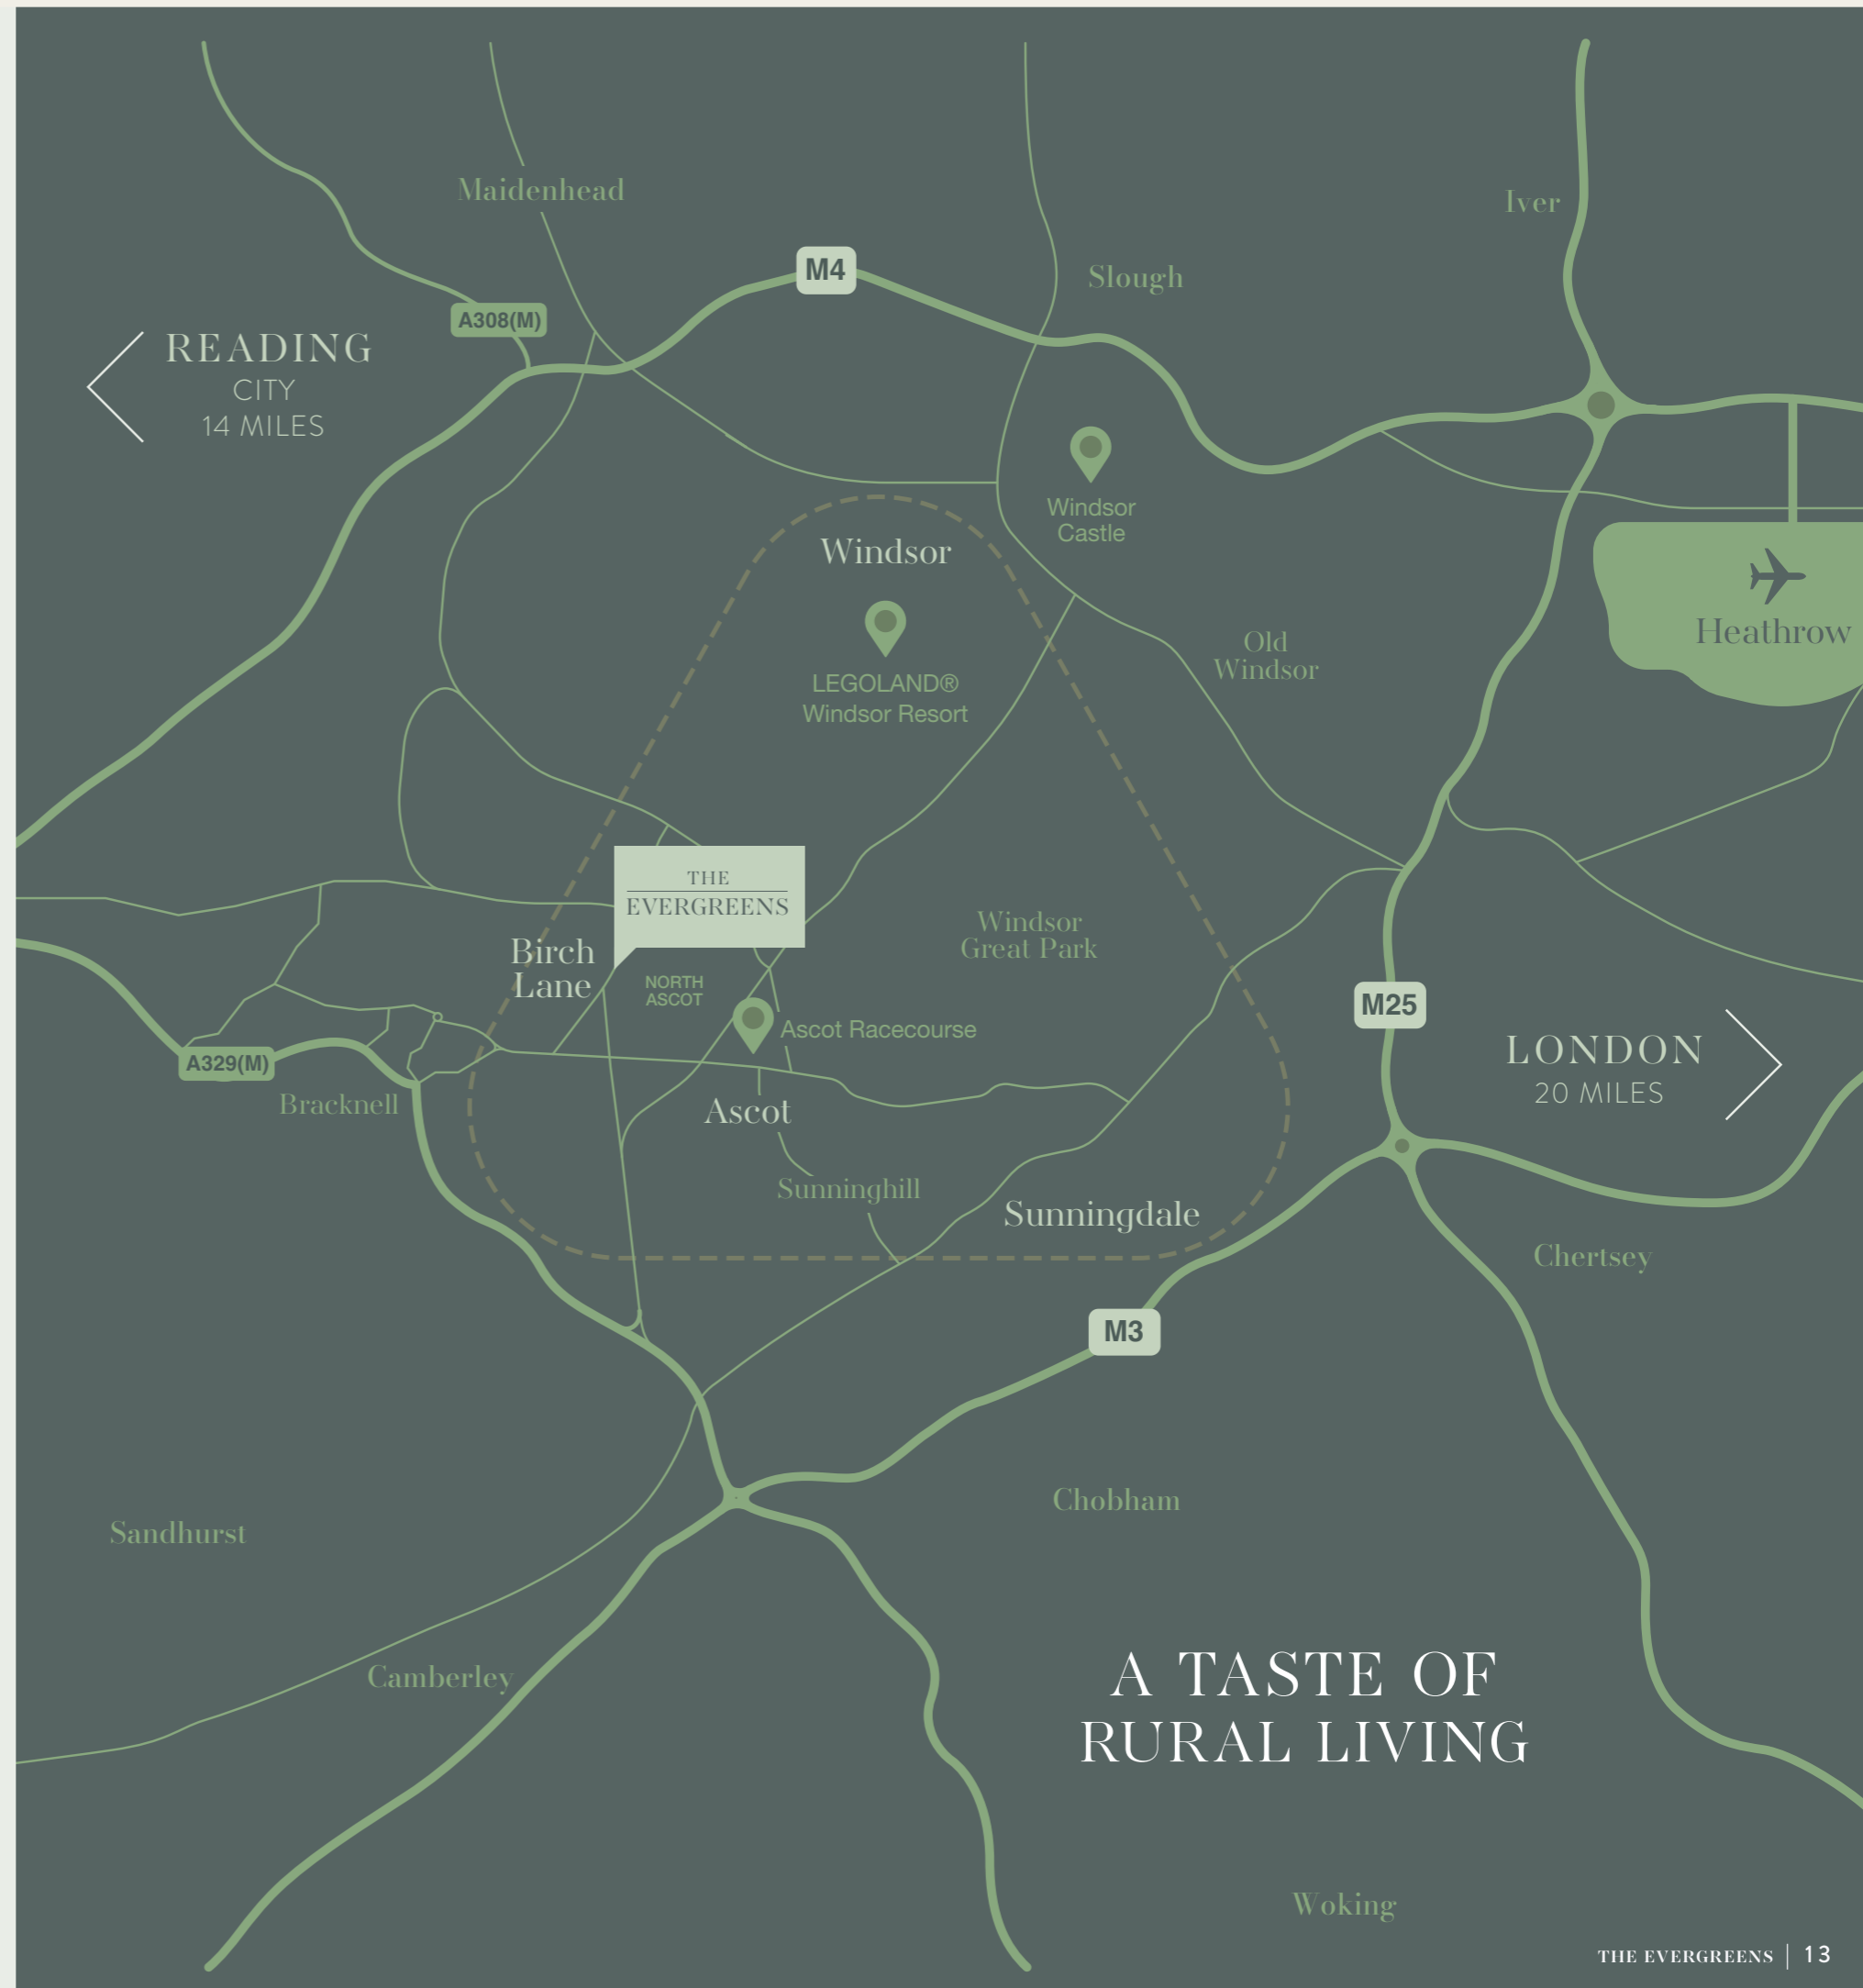 Maidenhead
Iver
M4
Slough
A308(M)
READING
CITY
14 MILES
Windsor
Castle
Windsor
Heathrow
Old
Windsor
LEGOLAND®
Windsor Resort
THE
EVERGREENS
Windsor
Great Park
Birch
Lane
NORTH
ASCOT
M25
Ascot Racecourse
LONDON
20 MILES
A329(M)
Bracknell
Ascot
Sunninghill
Sunningdale
Chertsey
M3
Chobham
Sandhurst
Camberley
A TASTE OF
RURAL LIVING
Woking
THE EVERGREENS | 13